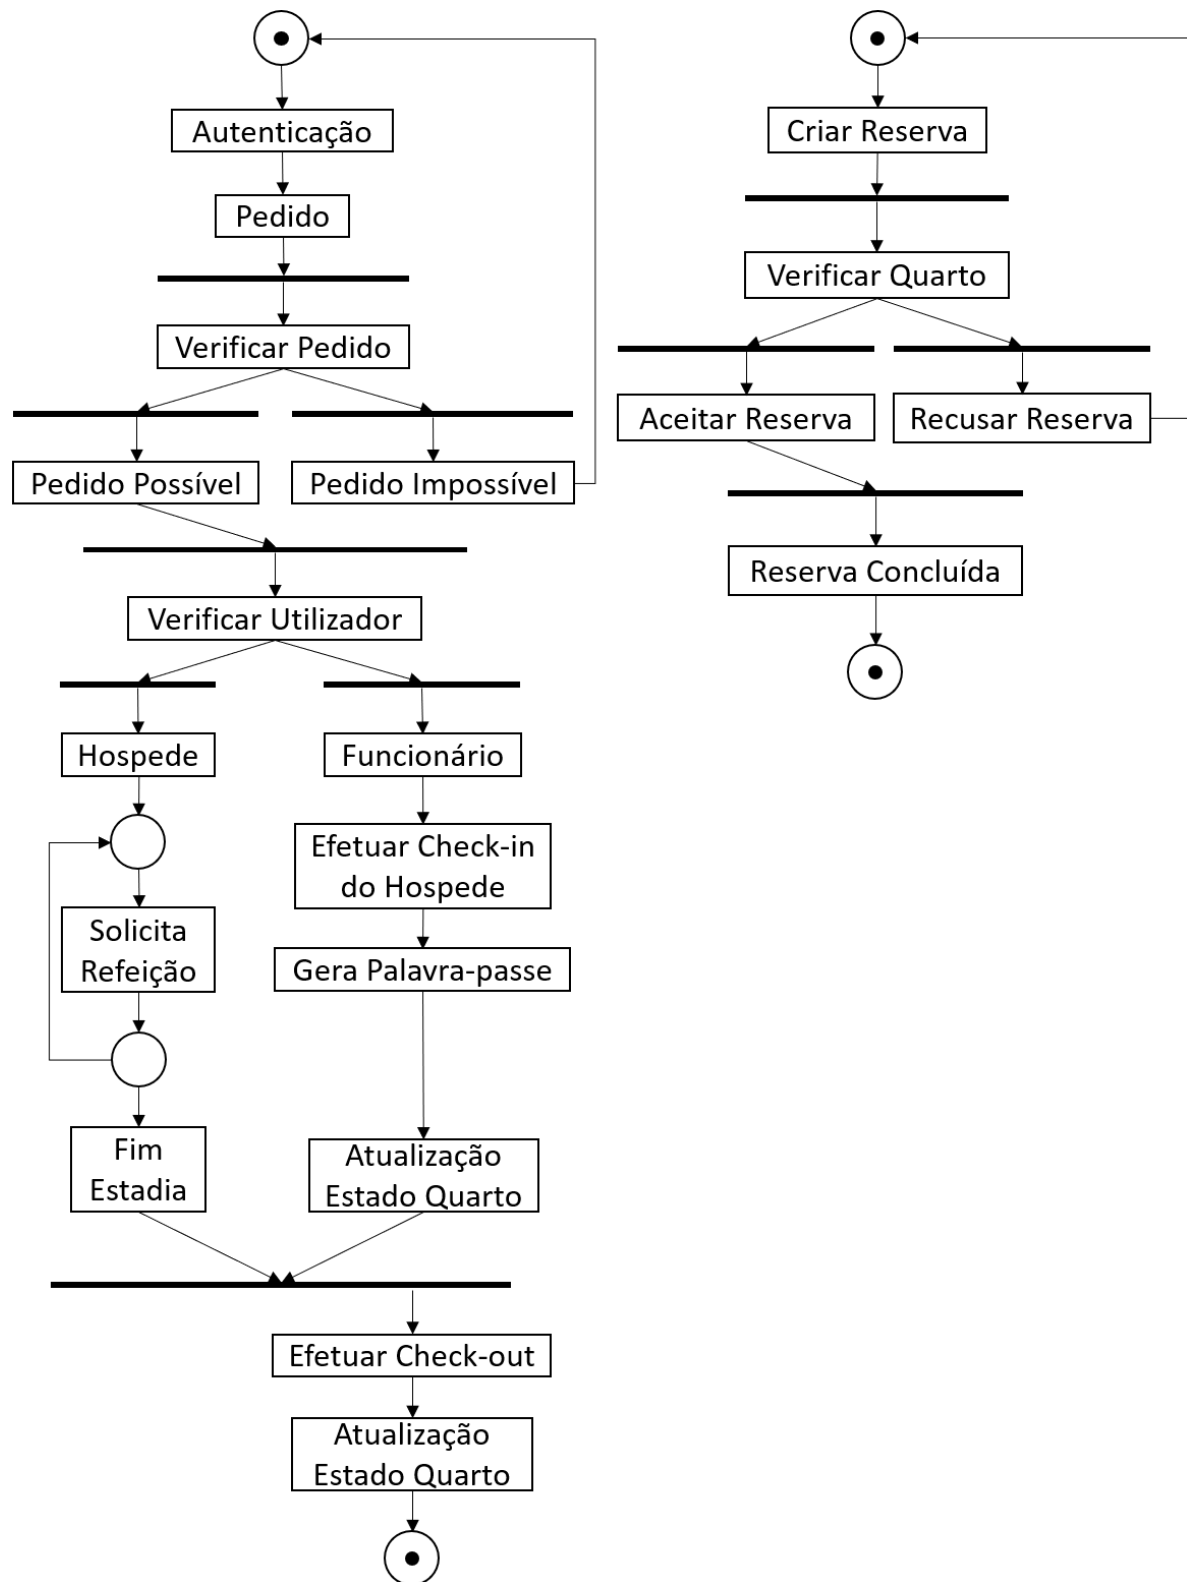 Autenticação
Pedido
Verificar Pedido
Pedido Possível
Pedido Impossível
Verificar Utilizador
Hospede
Funcionário
Efetuar Check-in
do Hospede
Solicita
Refeição
Gera Palavra-passe
Fim
Estadia
Atualização
Estado Quarto
Efetuar Check-out
Atualização
Estado Quarto
Criar Reserva
Verificar Quarto
Aceitar Reserva
Recusar Reserva
Reserva Concluída